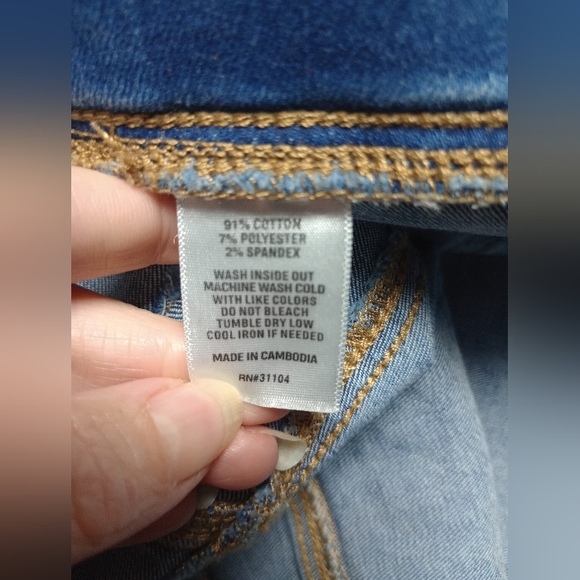 91% COTTON
7% POLYESTER
2% SPANDEX
WASH INSIDE OUT
MACHINE WASH COLD
WITH LIKE COLORS
DO NOT BLEACH
TUMBLE DRY LOW
COOL IRON IF NEEDED
MADE IN CAMBODIA
RN#31104